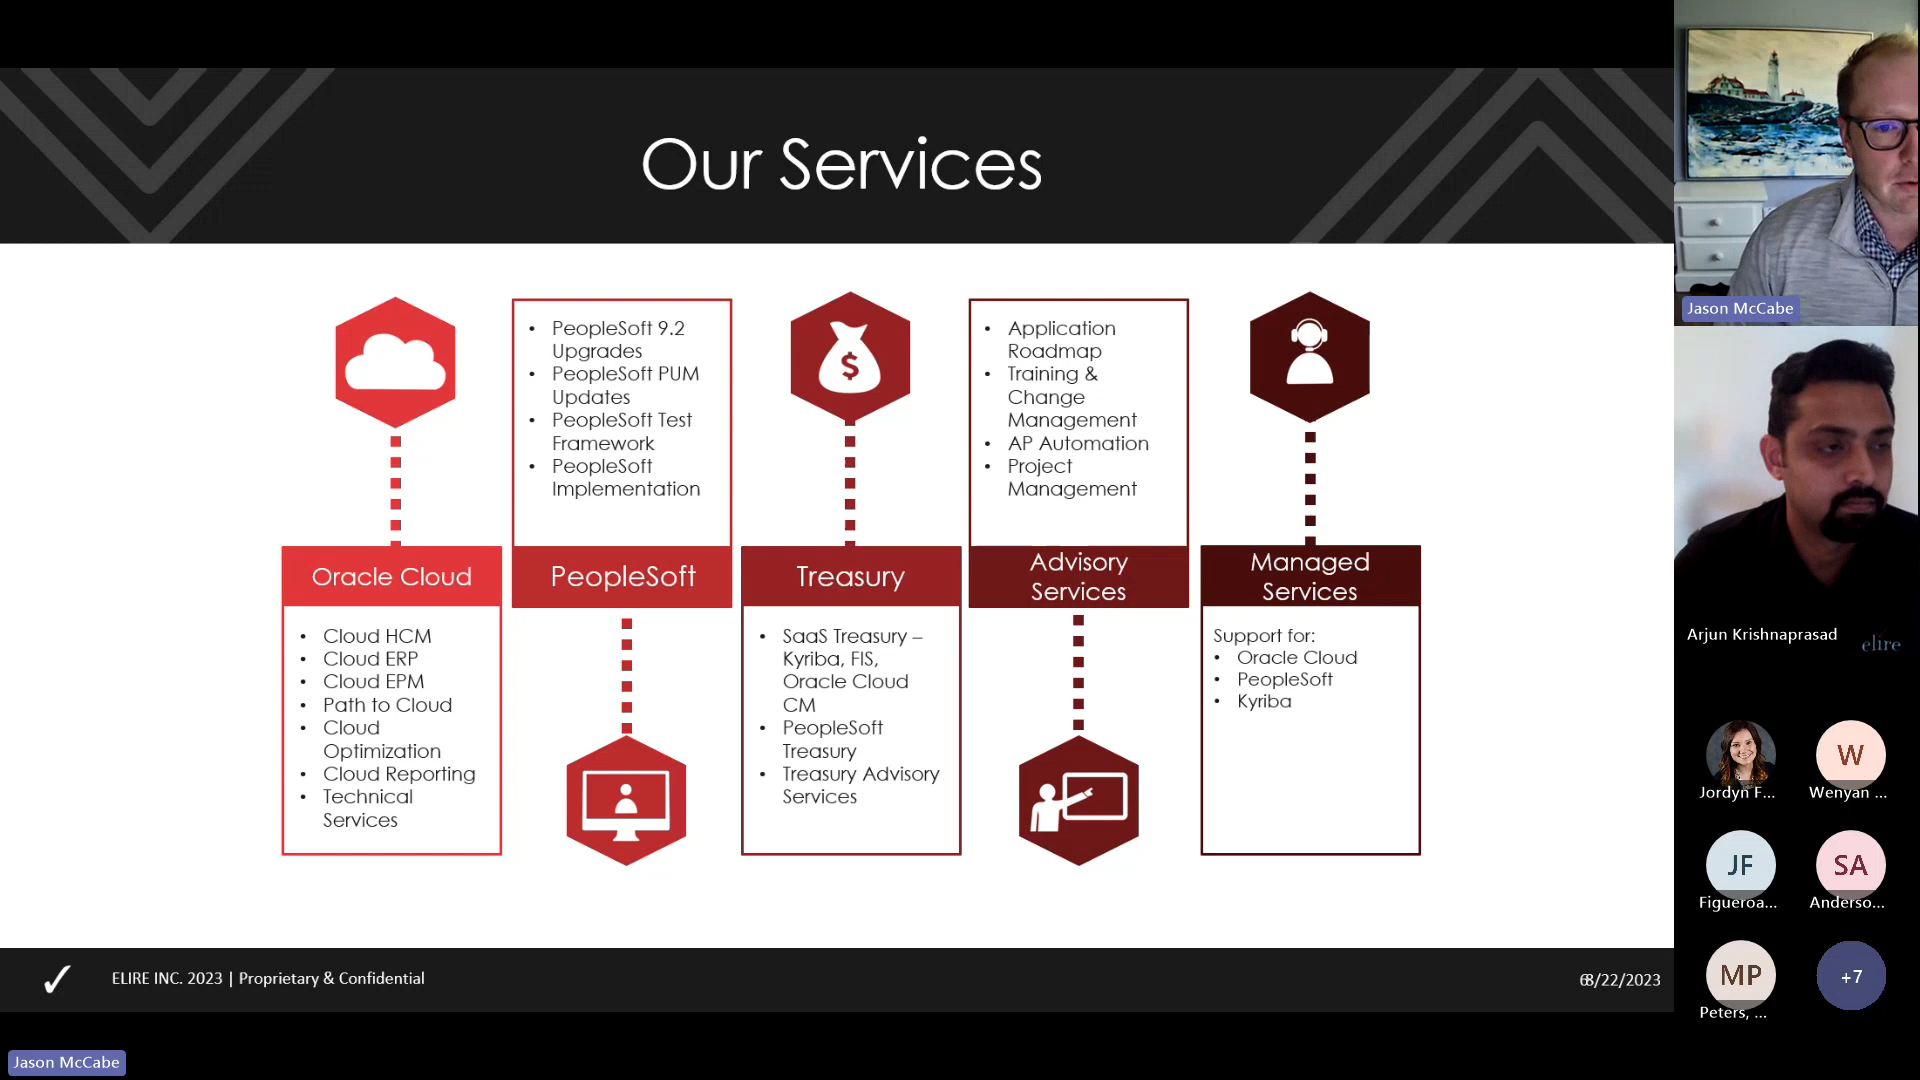 Our Services
• PeopleSoft 9.2
Upgrades
• PeopleSoft PUM
Updates
• PeopleSoft Test
Framework
• PeopleSoft
Implementation
• Application
Roadmap
• Training &
Change
Management
• AP Automation
• Project
Management
$
Oracle Cloud
PeopleSoft
Treasury
Advisory
Services
Managed
Services
• Cloud HCM
• Cloud ERP
• Cloud EPM
• Path to Cloud
• Cloud
Optimization
• Cloud Reporting
• Technical
Services
• SaaS Treasury –
Kyriba, FIS,
Oracle Cloud
CM
• PeopleSoft
Treasury
• Treasury Advisory
Services
Support for:
• Oracle Cloud
• PeopleSoft
• Kyriba
ELIRE INC. 2023 | Proprietary & Confidential
/22/2023
Jason McCabe
Jason McCabe
Arjun Krishnaprasad
elire
Jordyn F...
W
Wenyan ...
JF
Figueroa...
SA
Anderso...
MP
Peters, ...
+7